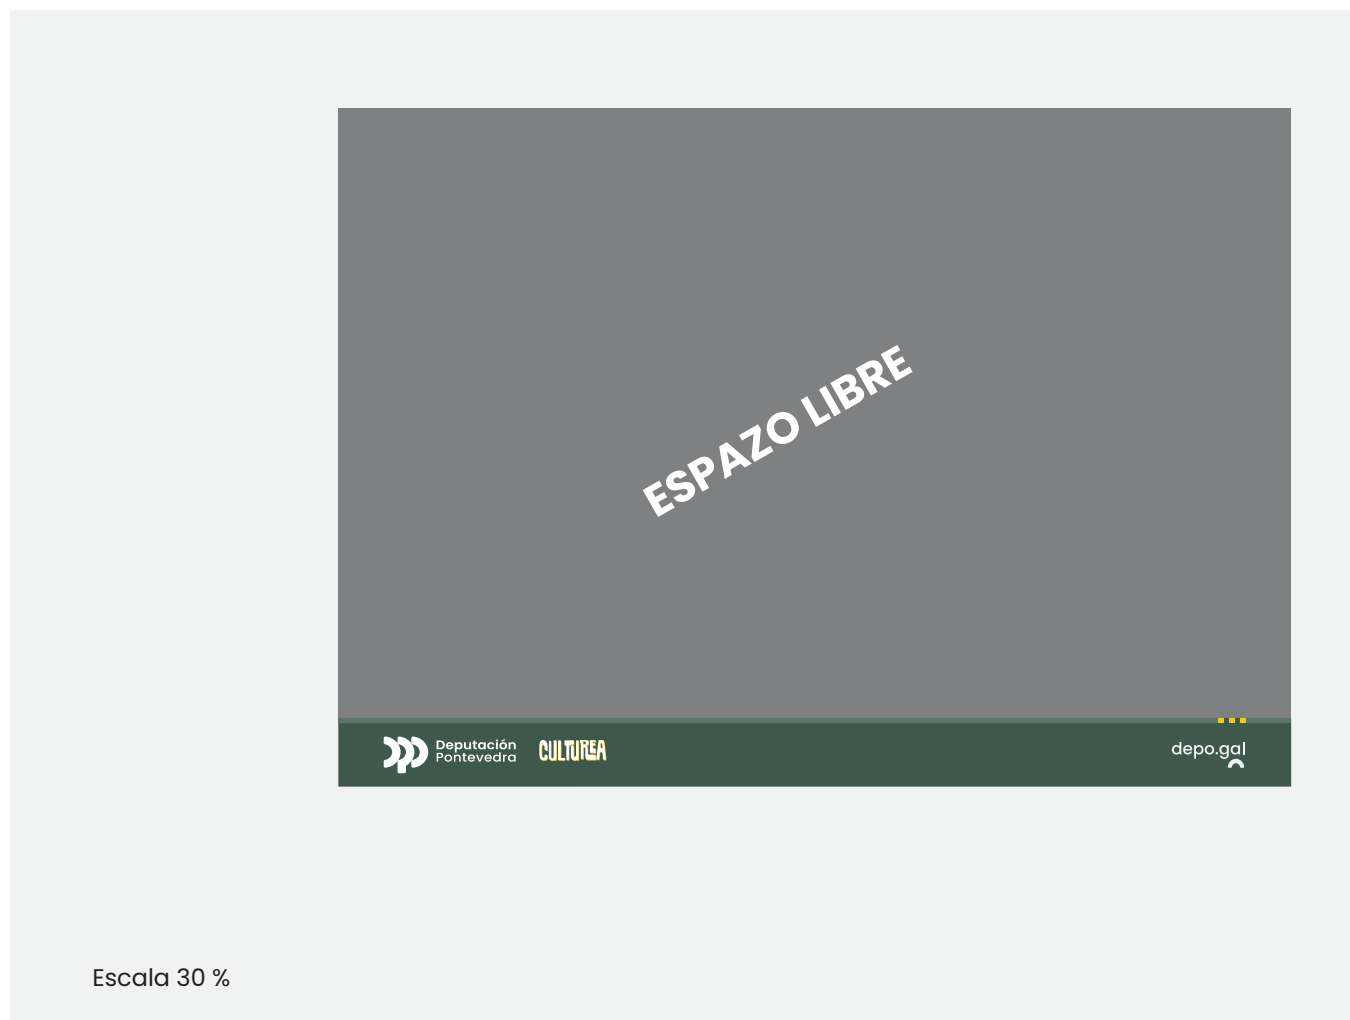 ESPAZO LIBRE
Deputación
Pontevedra
CULTUREA
depo.gal
Escala 30 %